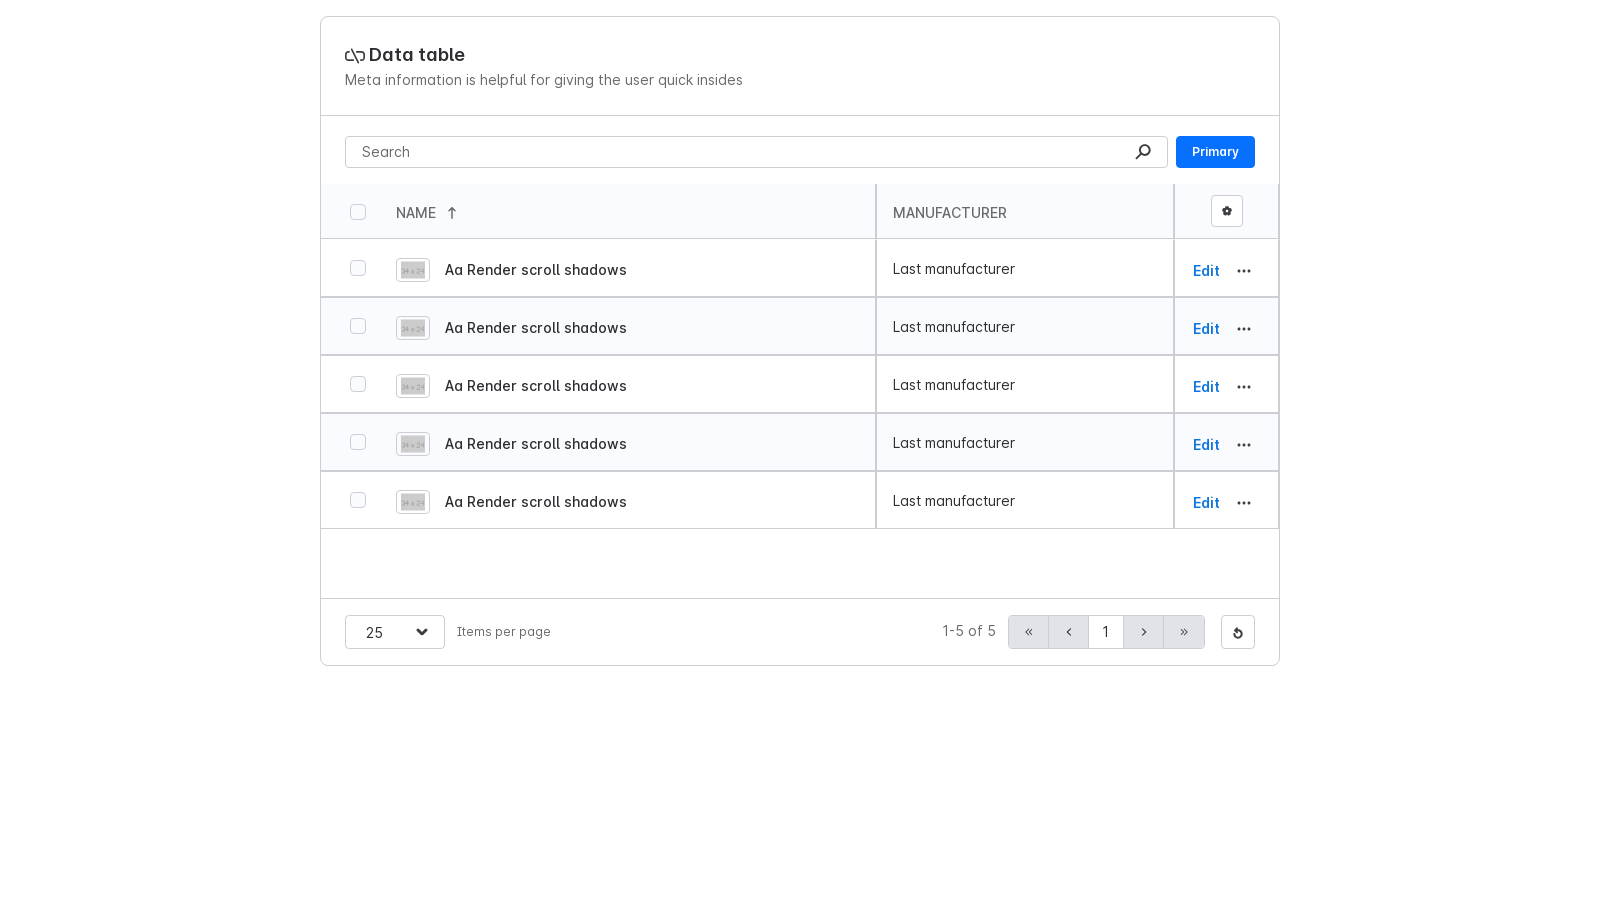 Data table
Meta information is helpful for giving the user quick insides
Search
Primary
NAME
MANUFACTURER
Aa Render scroll shadows
Last manufacturer
Edit
Aa Render scroll shadows
Last manufacturer
Edit
Aa Render scroll shadows
Last manufacturer
Edit
Aa Render scroll shadows
Last manufacturer
Edit
Aa Render scroll shadows
Last manufacturer
Edit
25
Items per page
1-5 of 5
« ‹ 1 › »